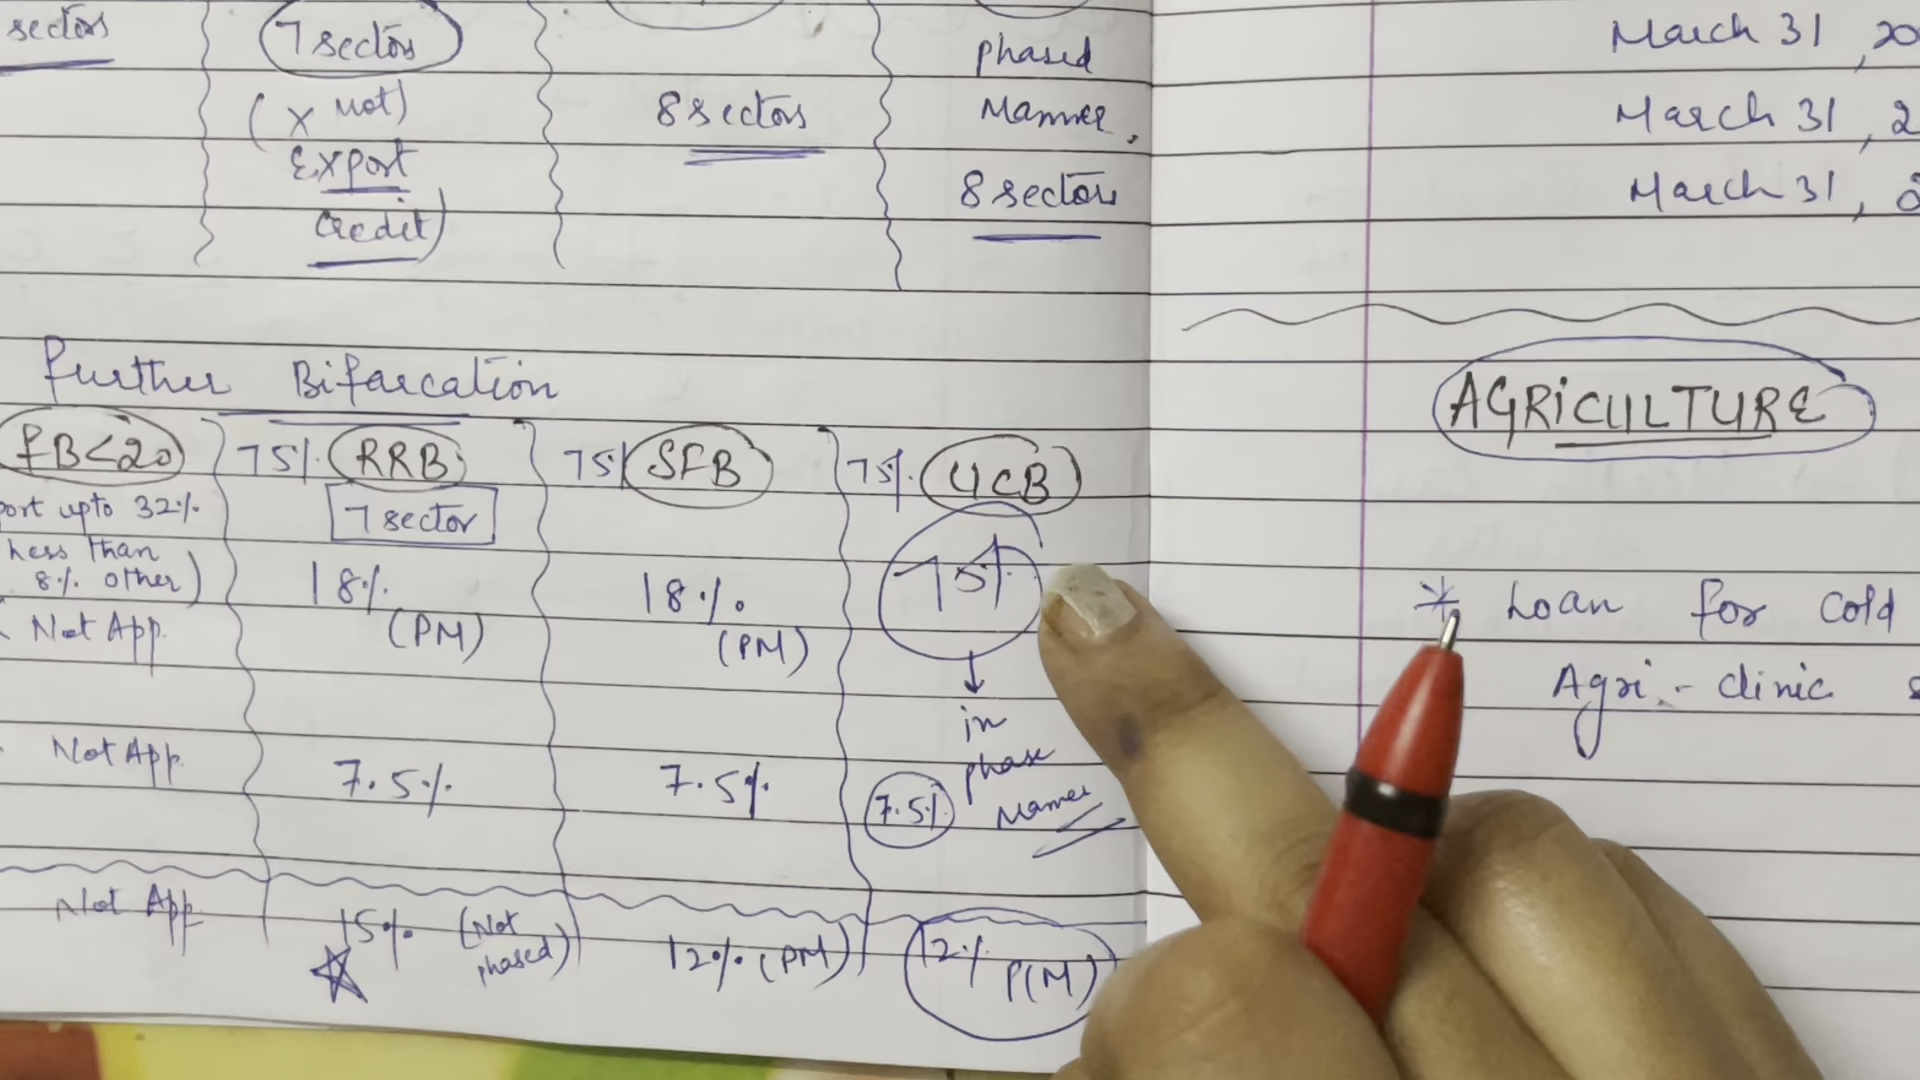 sectors
7 sectors
(x Not)
Export
Credit)
8 sectors
phased
Manner.
8 sectors
Further Bifarcation
FB<20
port upto 32%
Less than
8% other)
Not App.
Not App.
Not App
75% RRB
7 sector
18%
(PM)
7.5%
15% (Not
phased)
75% SFB
18%
(PM)
7.5%
12% (PM)
75% UCB
75%
in
phase
Manner
7.5%
12% P(M)
March 31, 20
March 31, 2
March 31,
AGRiCULTURE
* Loan for cold
Agri - clinic